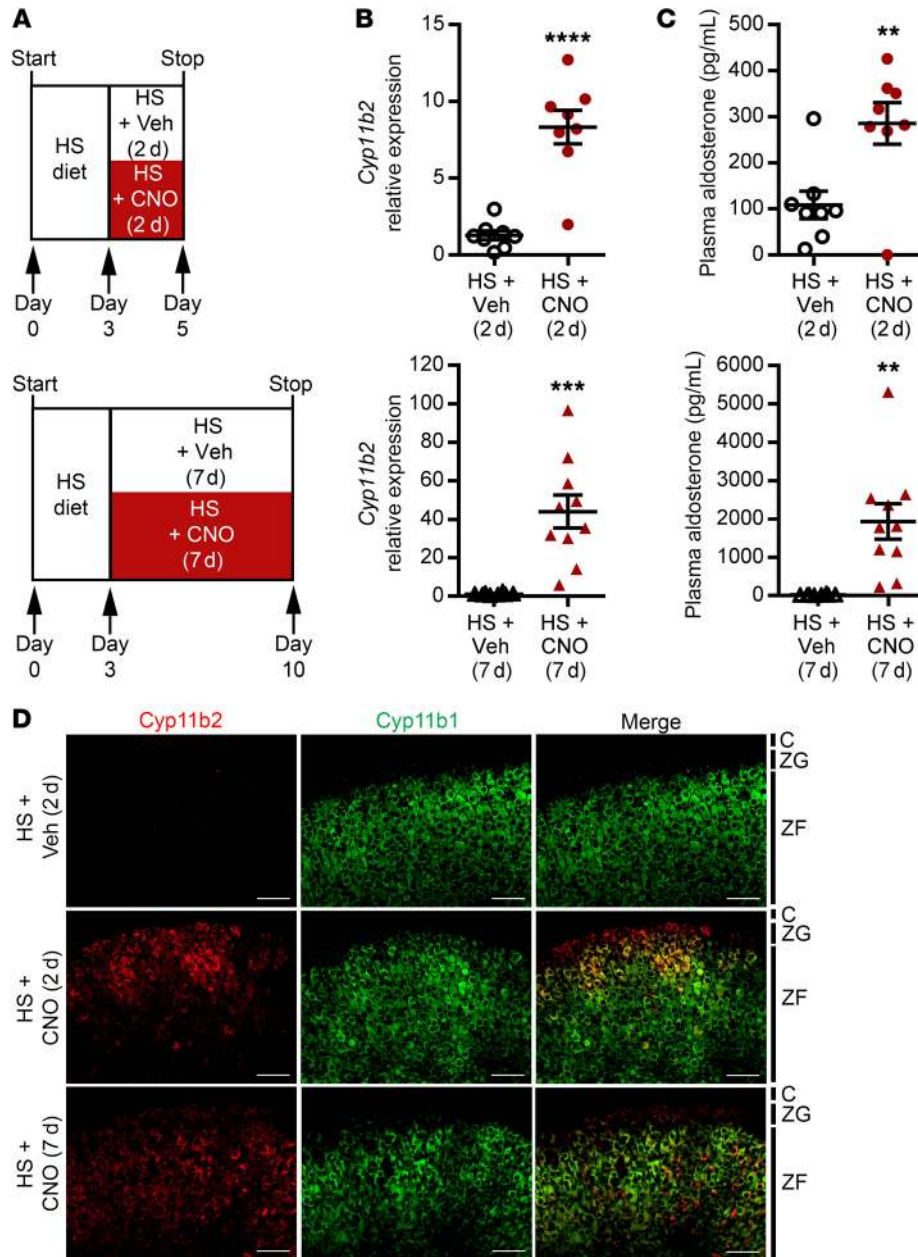 A
Start
Stop
HS
diet
HS
+ Veh
(2 d)
HS
+ CNO
(2 d)
Day
0
Day
3
Day
5
Start
Stop
HS
diet
HS
+ Veh
(7 d)
HS
+ CNO
(7 d)
Day
0
Day
3
Day
10
B
Cyp11b2
relative expression
15
10
5
0
****
HS +
Veh
(2 d)
HS +
CNO
(2 d)
Cyp11b2
relative expression
120
100
80
60
40
20
0
***
HS +
Veh
(7 d)
HS +
CNO
(7 d)
C
Plasma aldosterone (pg/mL)
500
400
300
200
100
0
**
HS +
Veh
(2 d)
HS +
CNO
(2 d)
Plasma aldosterone (pg/mL)
6000
5000
4000
3000
2000
1000
0
**
HS +
Veh
(7 d)
HS +
CNO
(7 d)
D
Cyp11b2
Cyp11b1
Merge
HS +
Veh (2 d)
C
ZG
ZF
HS +
CNO (2 d)
C
ZG
ZF
HS +
CNO (7 d)
C
ZG
ZF